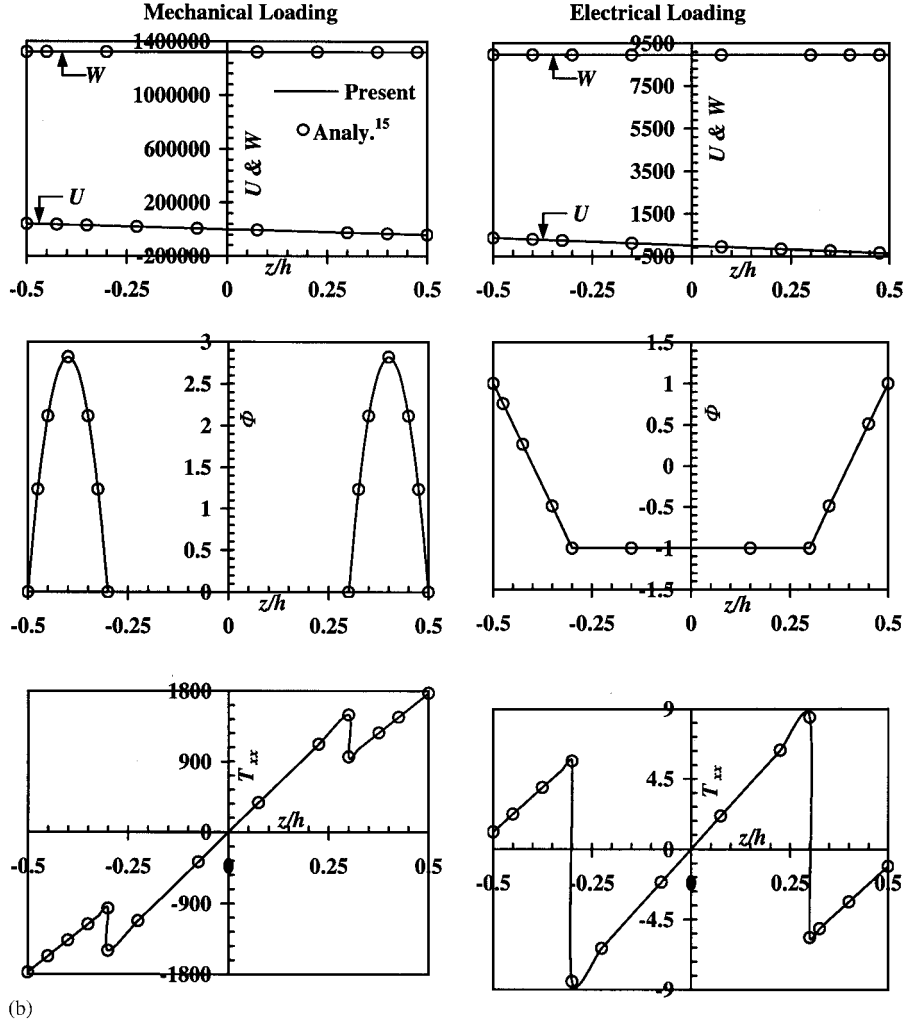 Mechanical Loading
Electrical Loading
1400000
1000000
600000
200000
-200000
U & W
W
U
Present
Analy.15
z/h
-0.5 -0.25 0 0.25 0.5
9500
7500
5500
3500
1500
-500
U & W
W
U
z/h
-0.5 -0.25 0 0.25 0.5
3
2.5
2
1.5
1
0.5
0
Φ
z/h
-0.5 -0.25 0 0.25 0.5
1.5
1
0.5
0
-0.5
-1
-1.5
Φ
z/h
-0.5 -0.25 0 0.25 0.5
1800
900
0
-900
-1800
T xx
z/h
-0.5 -0.25 0 0.25 0.5
9
4.5
0
-4.5
-9
T xx
z/h
-0.5 -0.25 0 0.25 0.5
(b)